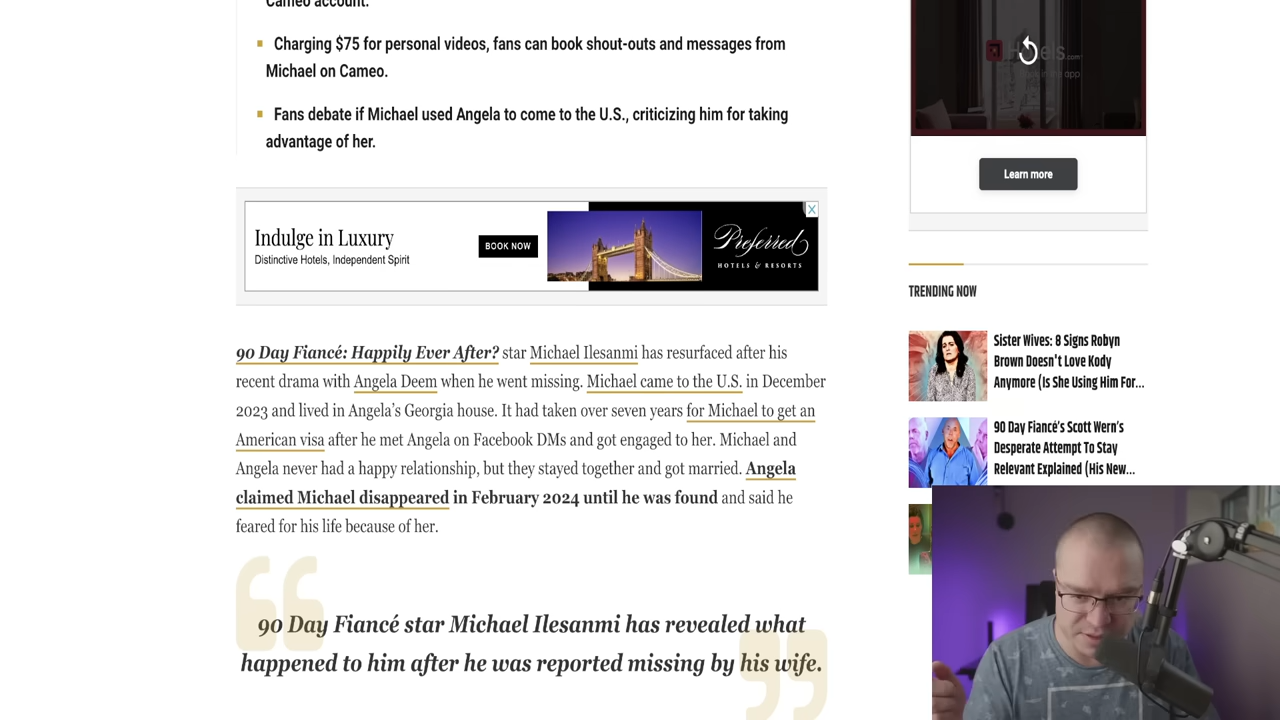 Cameo account.
Charging $75 for personal videos, fans can book shout-outs and messages from
Michael on Cameo.
Fans debate if Michael used Angela to come to the U.S., criticizing him for taking
advantage of her.
Indulge in Luxury
Distinctive Hotels, Independent Spirit
BOOK NOW
Preferred
HOTELS & RESORTS
90 Day Fiancé: Happily Ever After? star Michael Ilesanmi has resurfaced after his
recent drama with Angela Deem when he went missing. Michael came to the U.S. in December
2023 and lived in Angela’s Georgia house. It had taken over seven years for Michael to get an
American visa after he met Angela on Facebook DMs and got engaged to her. Michael and
Angela never had a happy relationship, but they stayed together and got married. Angela
claimed Michael disappeared in February 2024 until he was found and said he
feared for his life because of her.
90 Day Fiancé star Michael Ilesanmi has revealed what
happened to him after he was reported missing by his wife.
Learn more
TRENDING NOW
Sister Wives: 8 Signs Robyn
Brown Doesn't Love Kody
Anymore (Is She Using Him For...
90 Day Fiancé’s Scott Wern’s
Desperate Attempt To Stay
Relevant Explained (His New...